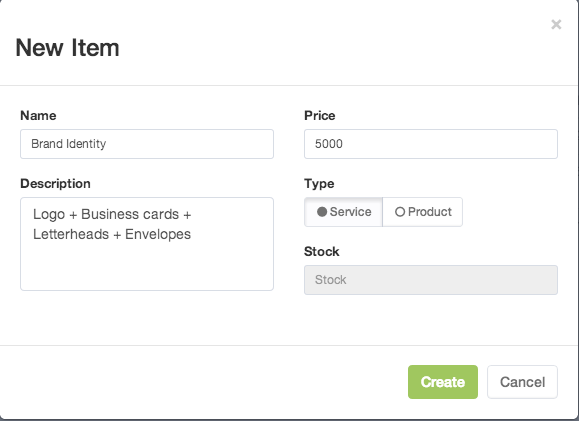 ×
New Item
Name
Brand Identity
Price
5000
Description
Logo + Business cards +
Letterheads + Envelopes
Type
Service
Product
Stock
Stock
Create
Cancel